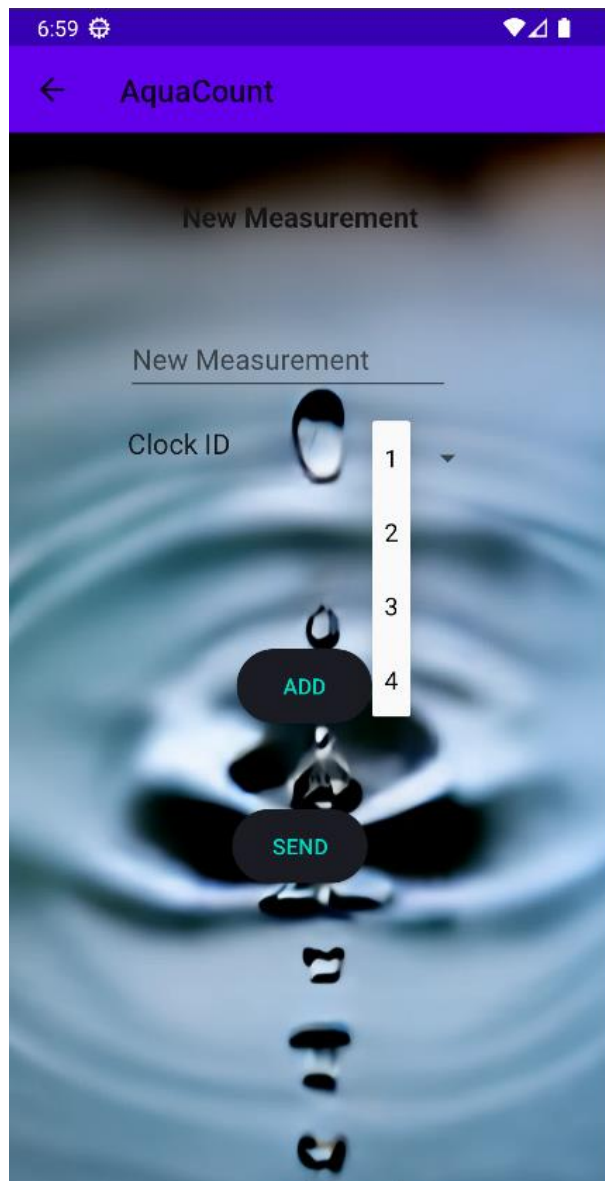 6:59
AquaCount
New Measurement
New Measurement
Clock ID
1
2
3
4
ADD
SEND